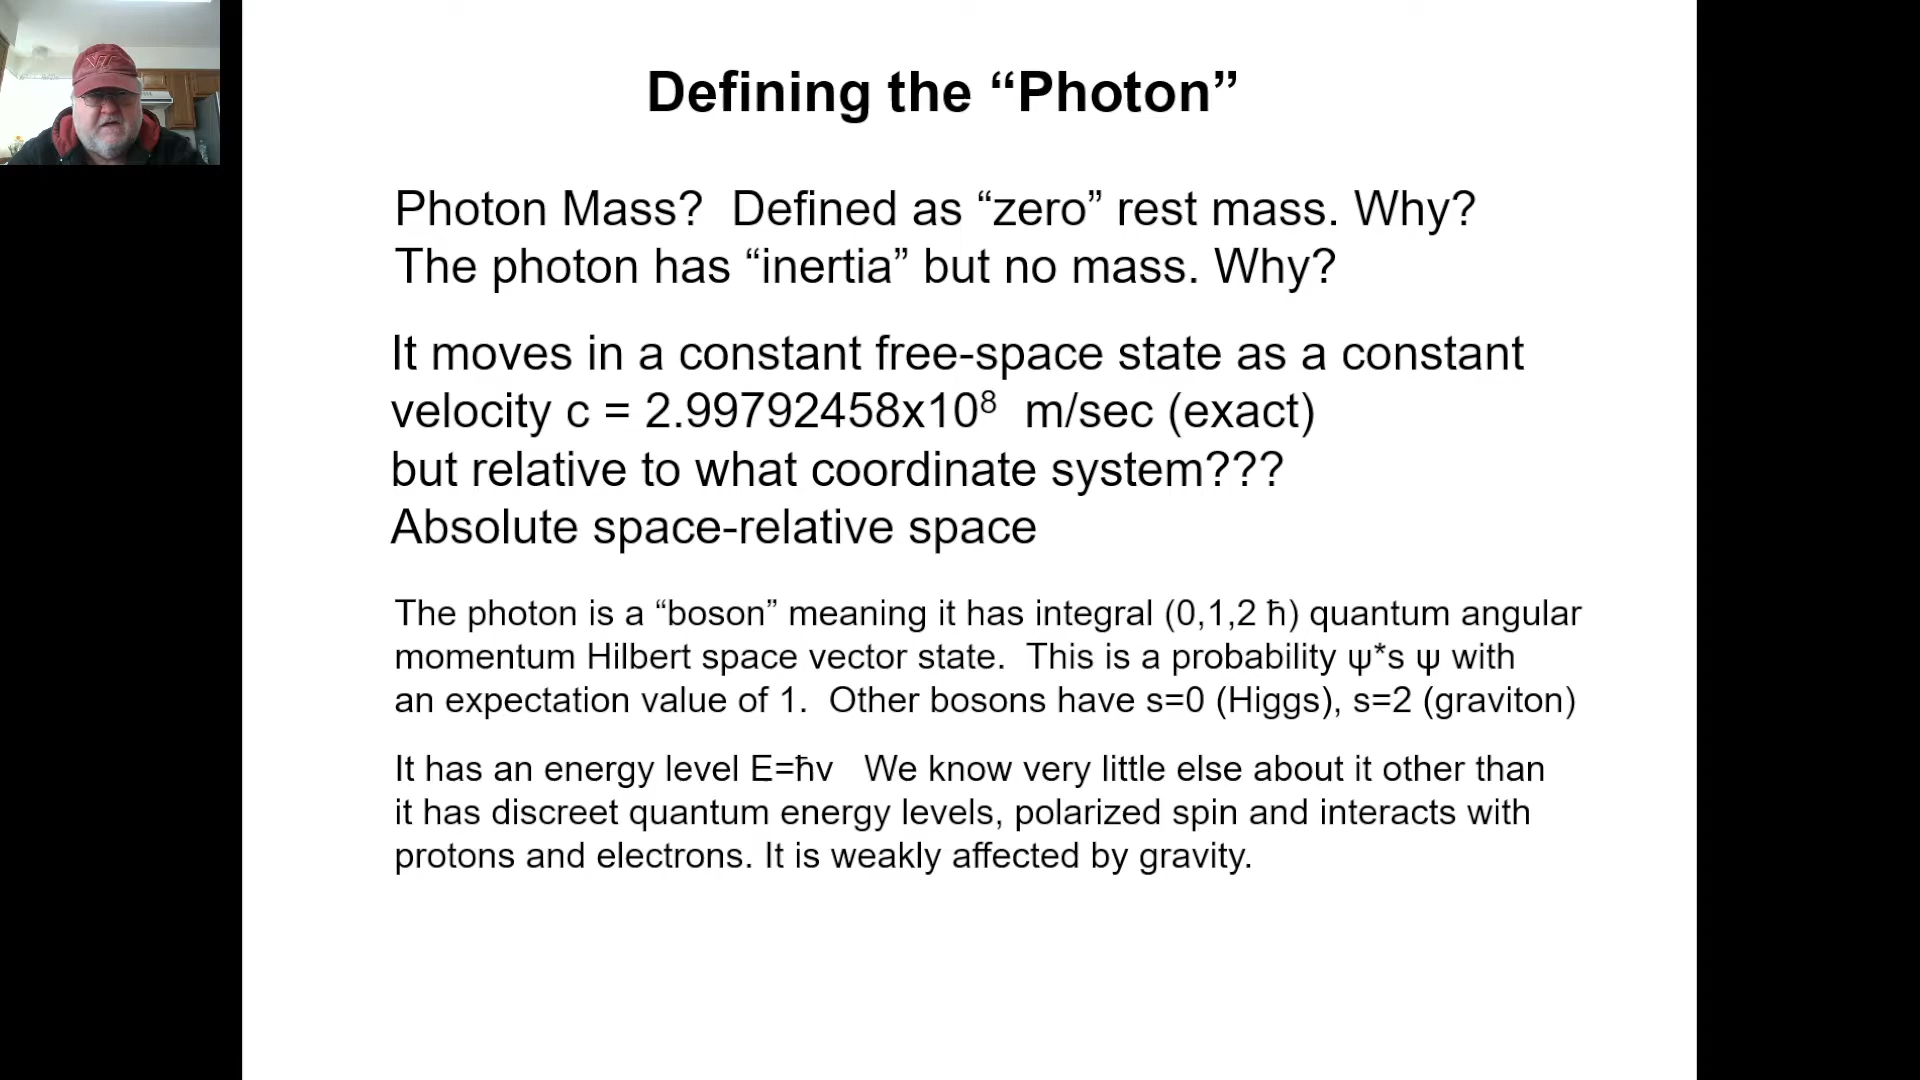 VT
Defining the “Photon”
Photon Mass?  Defined as “zero” rest mass. Why?
The photon has “inertia” but no mass. Why?
It moves in a constant free-space state as a constant
velocity c = 2.99792458x10⁸  m/sec (exact)
but relative to what coordinate system???
Absolute space-relative space
The photon is a “boson” meaning it has integral (0,1,2 ħ) quantum angular
momentum Hilbert space vector state.  This is a probability ψ*s ψ with
an expectation value of 1.  Other bosons have s=0 (Higgs), s=2 (graviton)
It has an energy level E=ħv   We know very little else about it other than
it has discreet quantum energy levels, polarized spin and interacts with
protons and electrons. It is weakly affected by gravity.